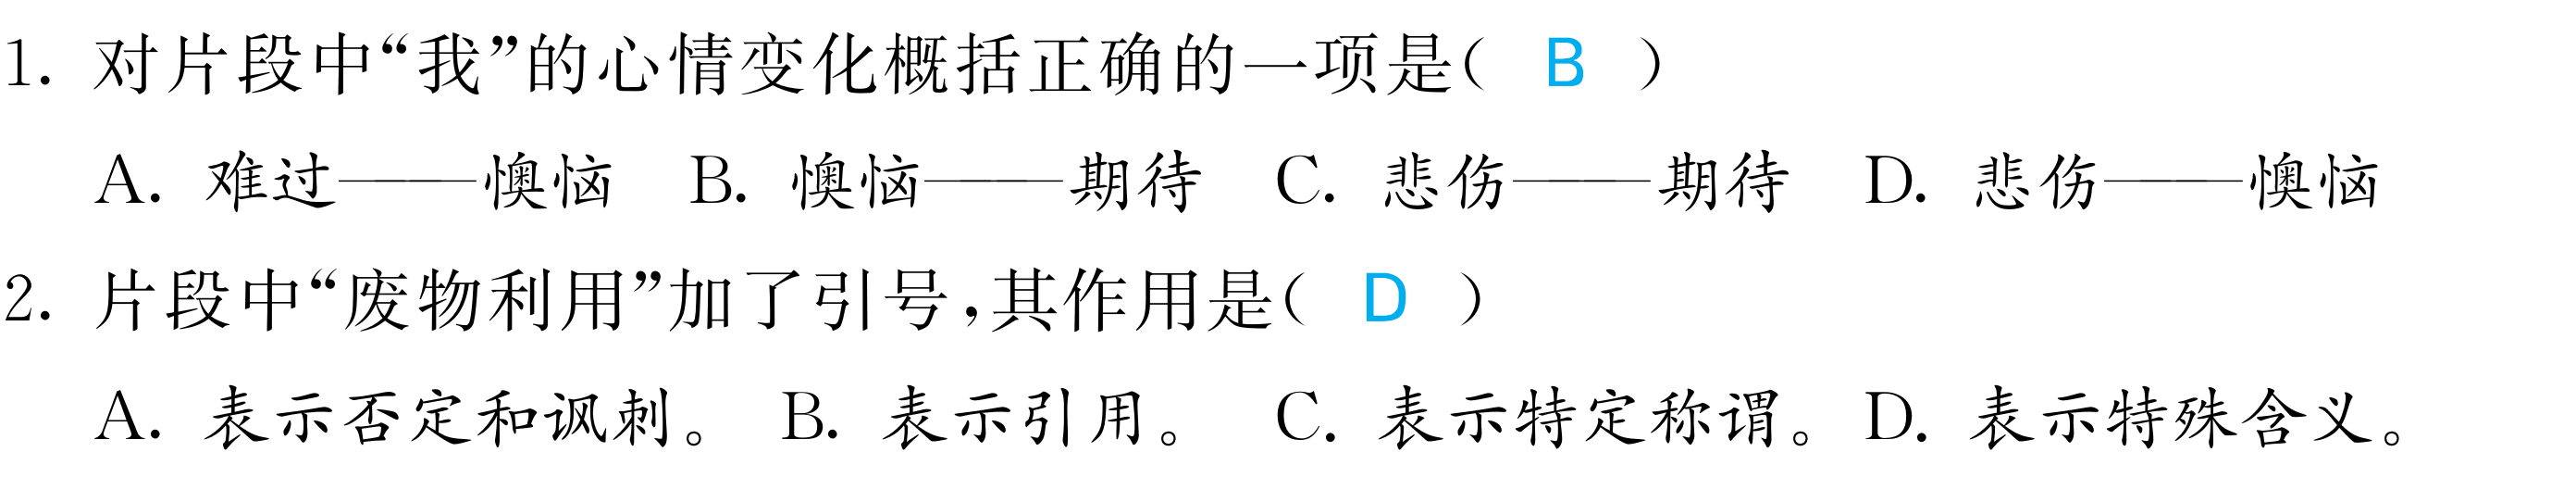 1. 对片段中“我”的心情变化概括正确的一项是( B )
A. 难过——懊恼 B. 懊恼——期待 C. 悲伤——期待 D. 悲伤——懊恼
2. 片段中“废物利用”加了引号,其作用是( D )
A. 表示否定和讽刺。 B. 表示引用。 C. 表示特定称谓。 D. 表示特殊含义。